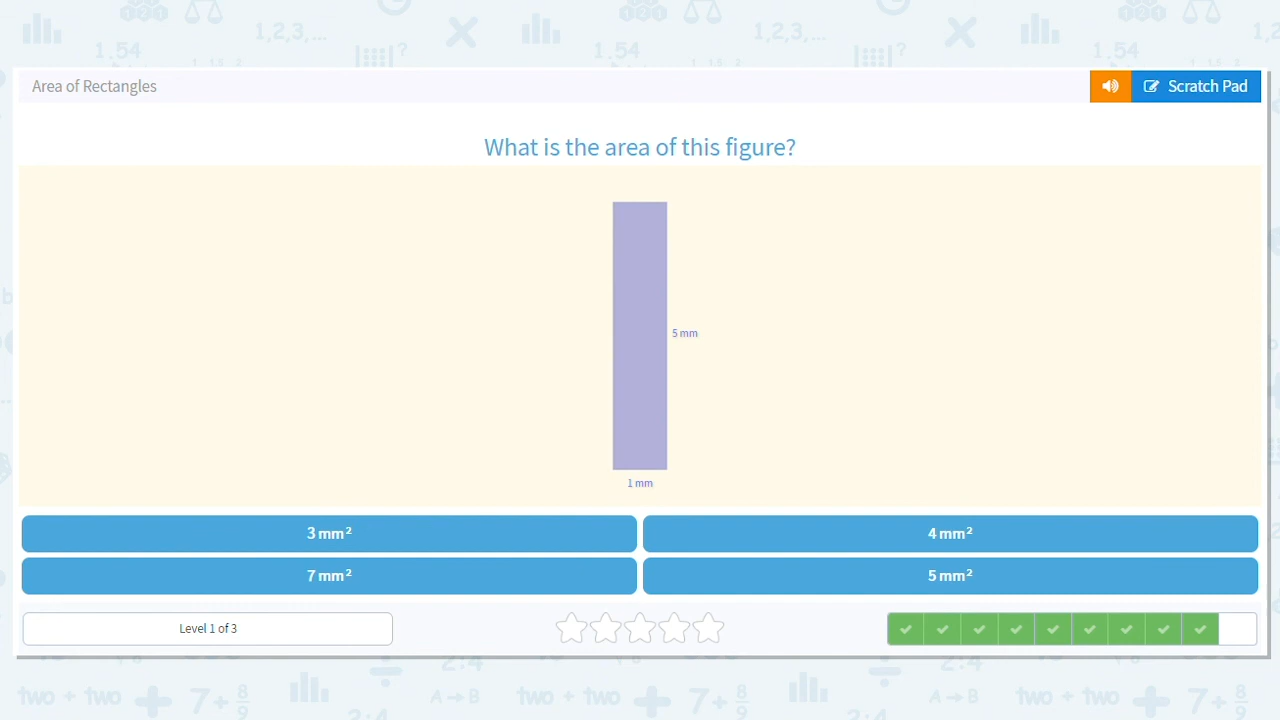 Area of Rectangles
Scratch Pad
What is the area of this figure?
5 mm
1 mm
3 mm²
4 mm²
7 mm²
5 mm²
Level 1 of 3